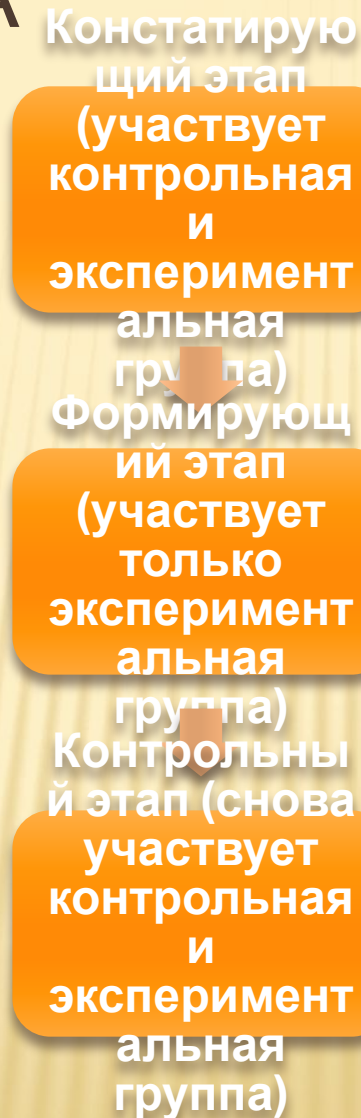 Констатирую
щий этап
(участвует
контрольная
и
эксперимент
альная
группа)
Формирующ
ий этап
(участвует
только
эксперимент
альная
группа)
Контрольны
й этап (снова
участвует
контрольная
и
эксперимент
альная
группа)